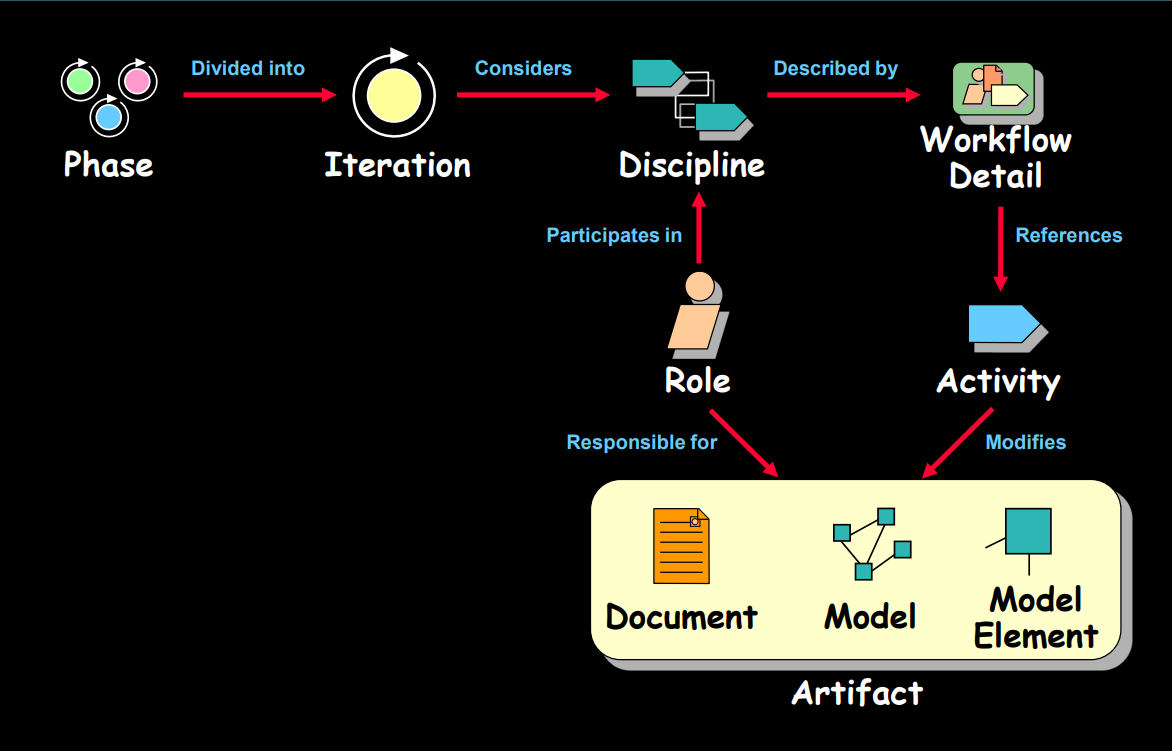 Divided into
Considers
Described by
Phase
Iteration
Discipline
Workflow
Detail
Participates in
References
Role
Activity
Responsible for
Modifies
Document
Model
Model
Element
Artifact